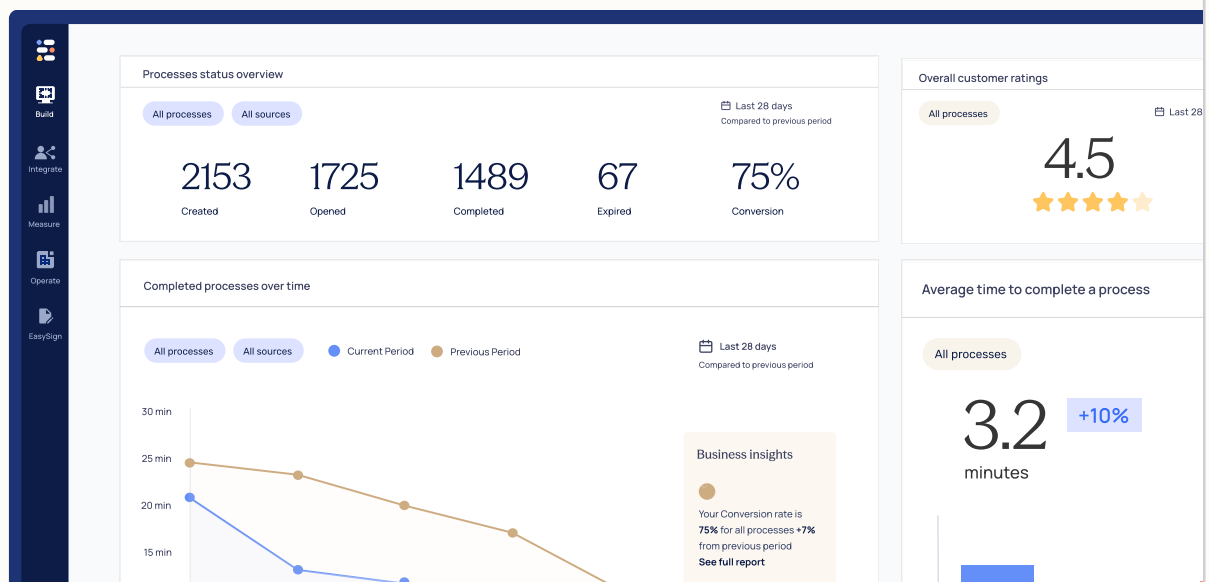 Build
Integrate
Measure
Operate
EasySign
Processes status overview
All processes
All sources
Last 28 days
Compared to previous period
2153
1725
1489
67
75%
Created
Opened
Completed
Expired
Conversion
Overall customer ratings
All processes
Last 28
4.5
Completed processes over time
All processes
All sources
Current Period
Previous Period
Last 28 days
Compared to previous period
30 min
25 min
20 min
15 min
Business insights
Your Conversion rate is
75% for all processes +7%
from previous period
See full report
Average time to complete a process
All processes
3.2
+10%
minutes